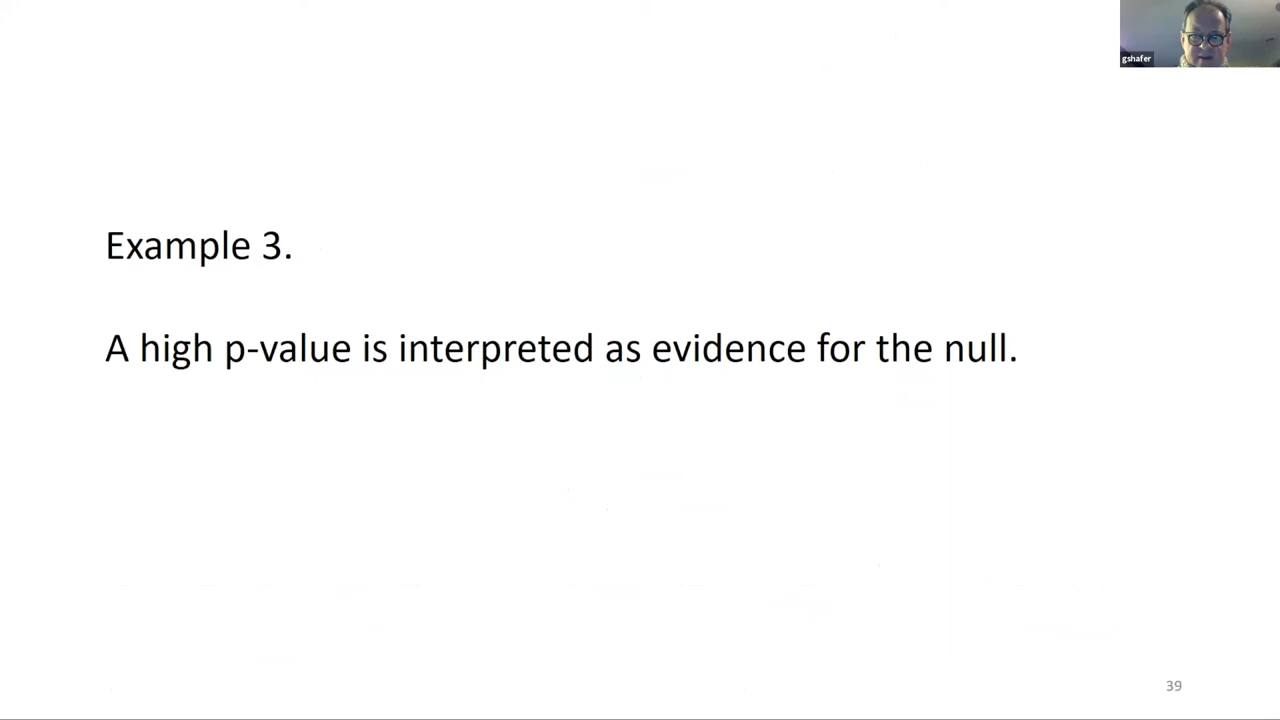 gshafer
Example 3.
A high p-value is interpreted as evidence for the null.
39